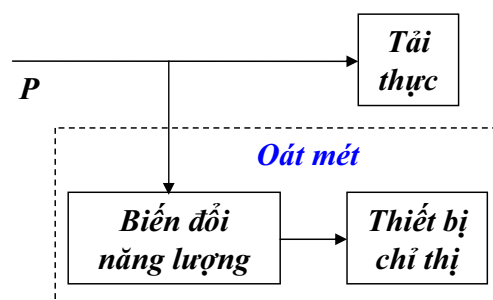 Tải
thực
P
Oát mét
Biến đổi
năng lượng
Thiết bị
chỉ thị